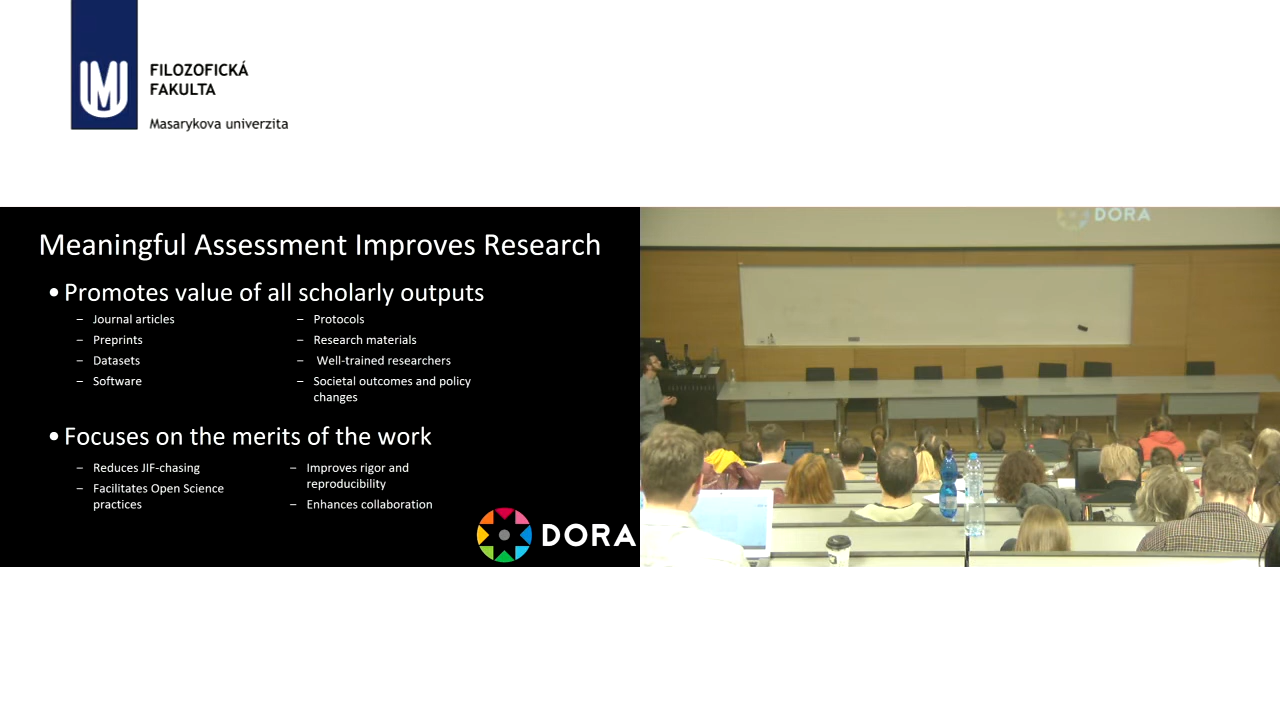 FILOZOFICKÁ
FAKULTA
Masarykova univerzita
Meaningful Assessment Improves Research
• Promotes value of all scholarly outputs
– Journal articles
– Preprints
– Datasets
– Software
– Protocols
– Research materials
– Well-trained researchers
– Societal outcomes and policy
changes
• Focuses on the merits of the work
– Reduces JIF-chasing
– Facilitates Open Science
practices
– Improves rigor and
reproducibility
– Enhances collaboration
DORA
DORA